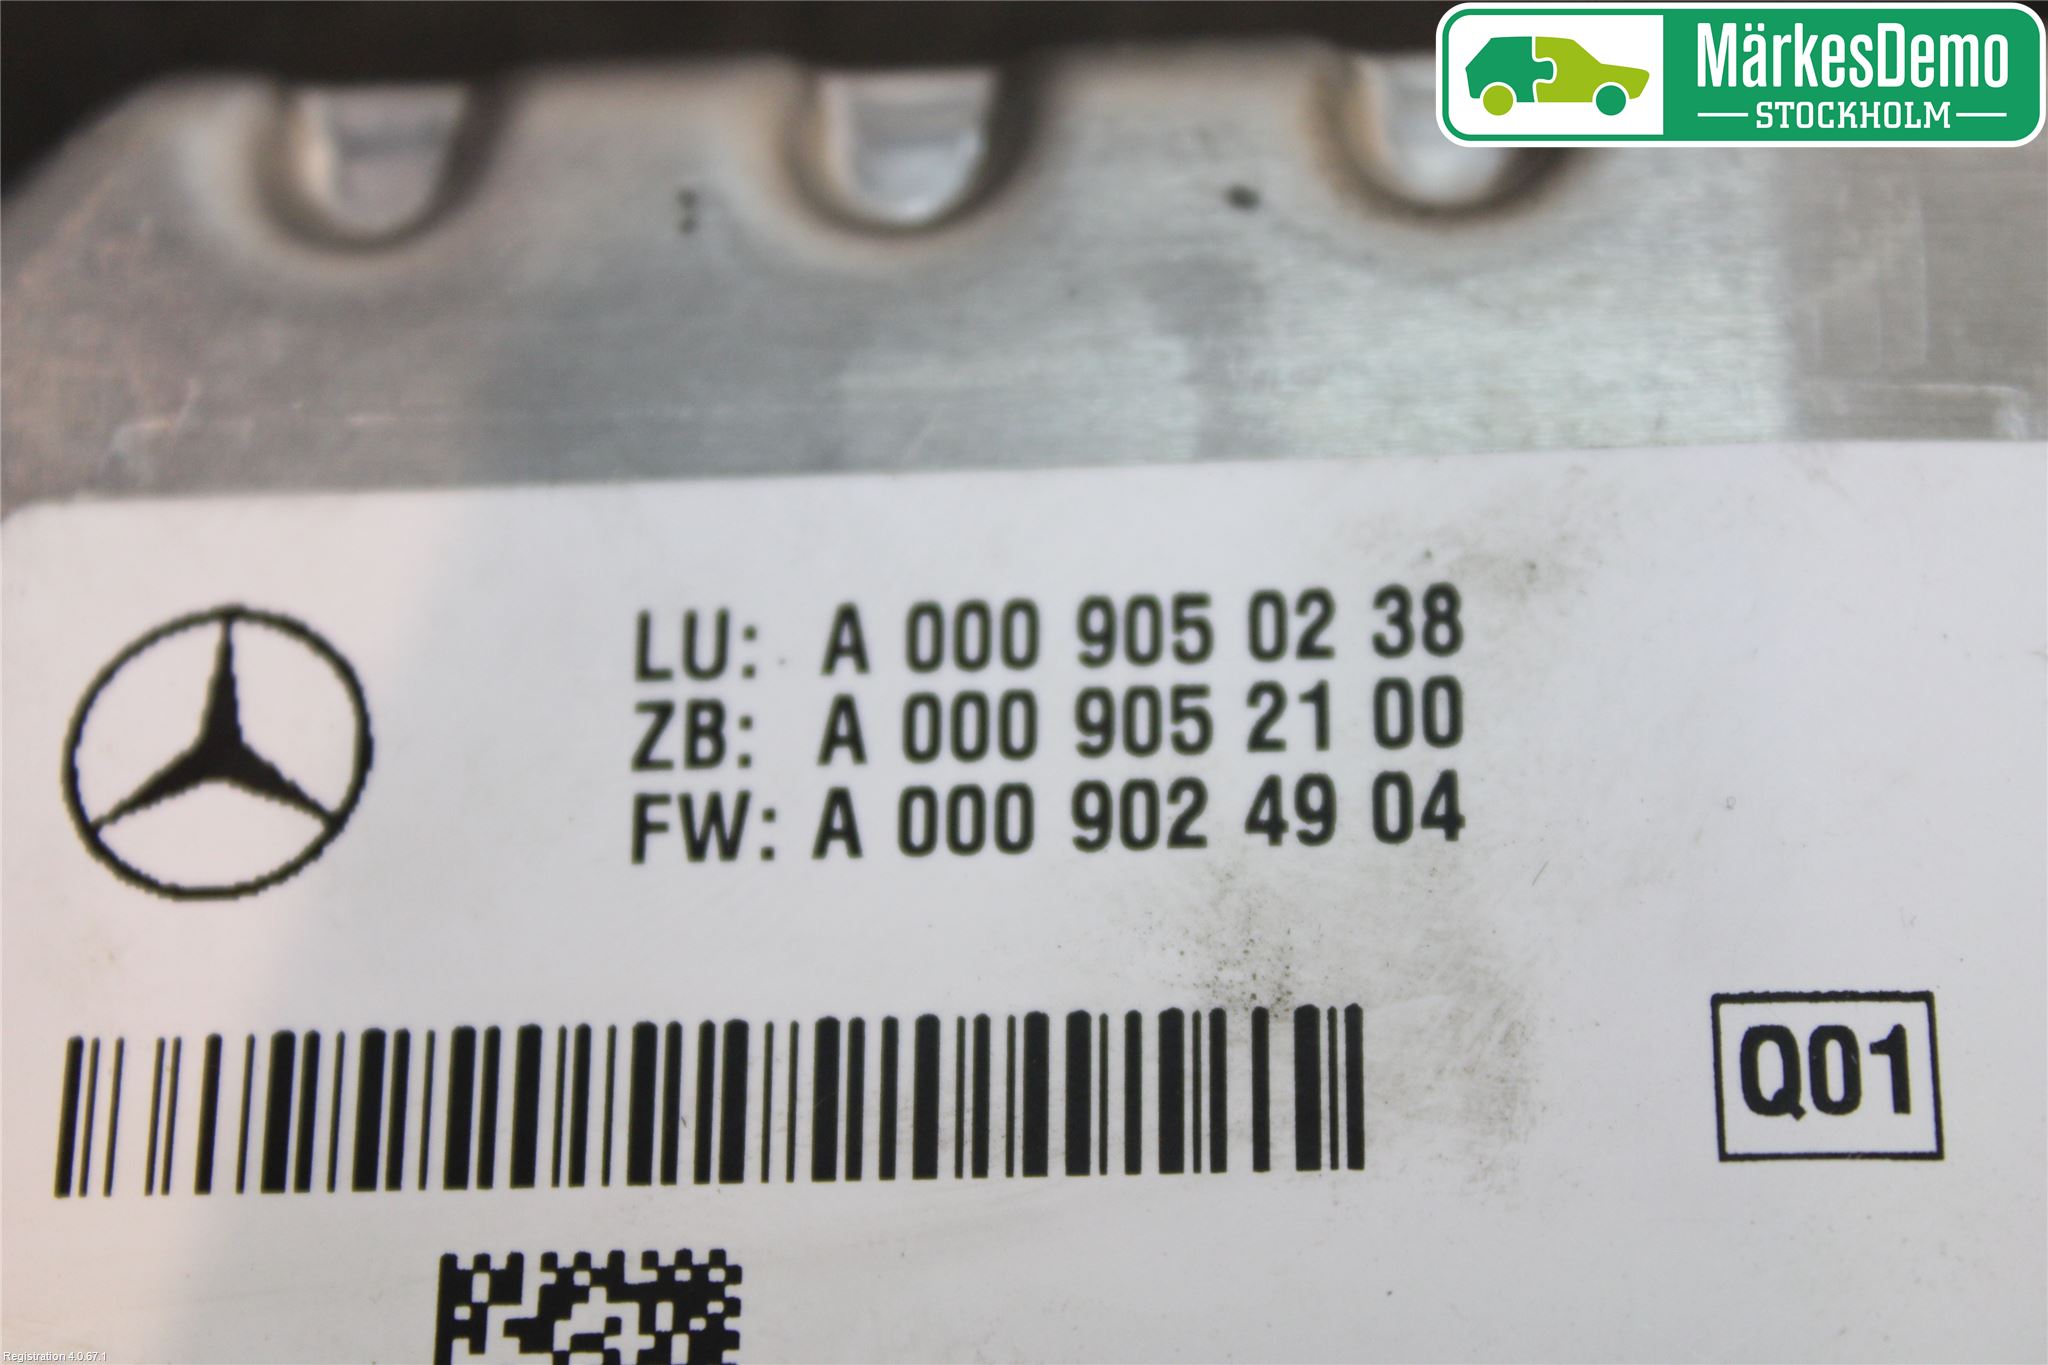 MärkesDemo
STOCKHOLM
LU: A 000 905 02 38
ZB: A 000 905 21 00
FW: A 000 902 49 04
Q01
Registration 4.0.67.1